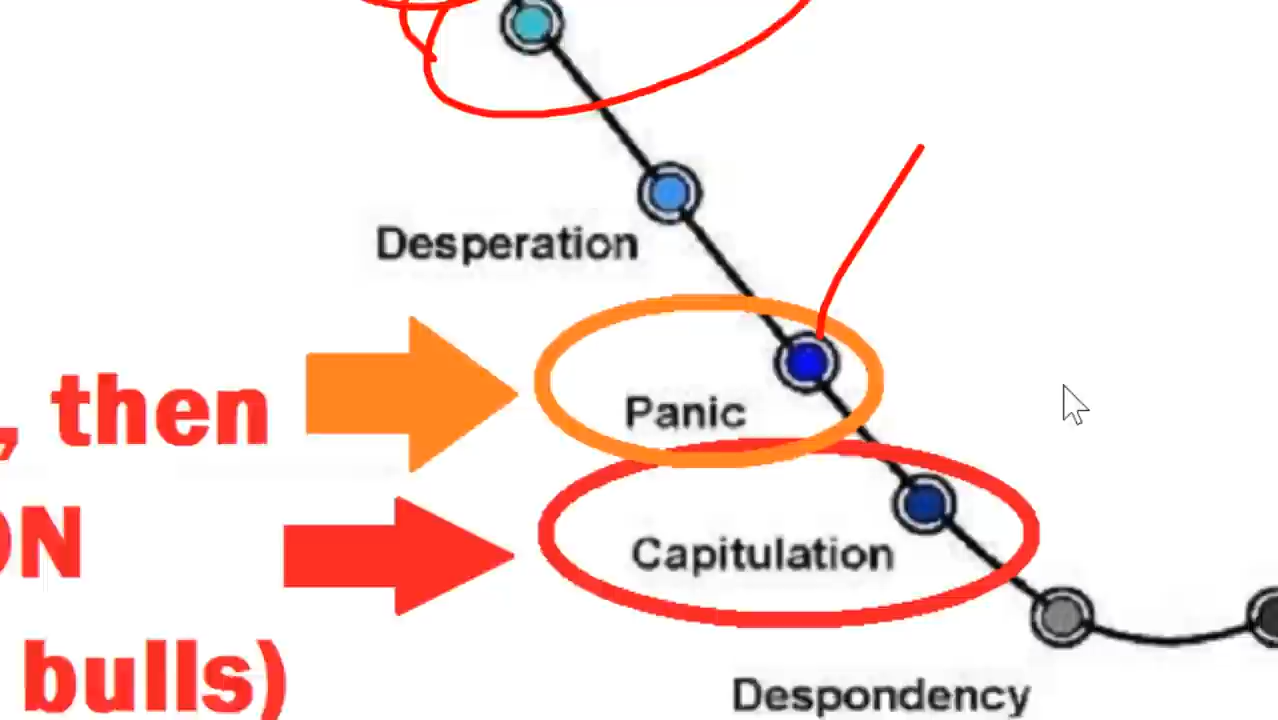 Desperation
, then
Panic
ON
Capitulation
bulls)
Despondency